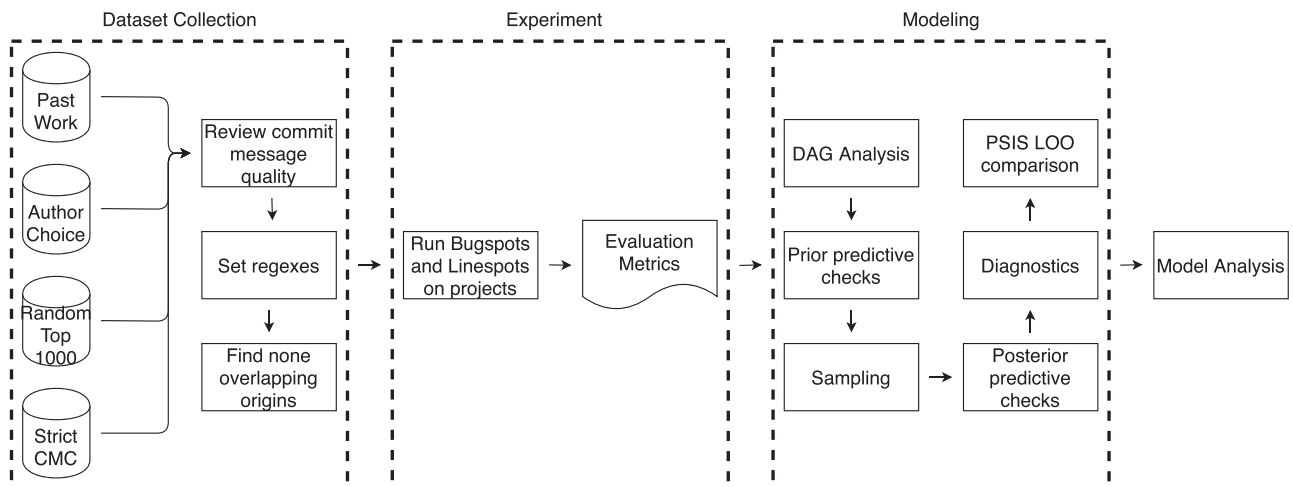 Dataset Collection
Experiment
Modeling
Past
Work
Author
Choice
Random
Top
1000
Strict
CMC
Review commit
message
quality
Set regexes
Find none
overlapping
origins
Run Bugspots
and Linespots
on projects
Evaluation
Metrics
DAG Analysis
Prior predictive
checks
Sampling
Posterior
predictive
checks
Diagnostics
PSIS LOO
comparison
Model Analysis